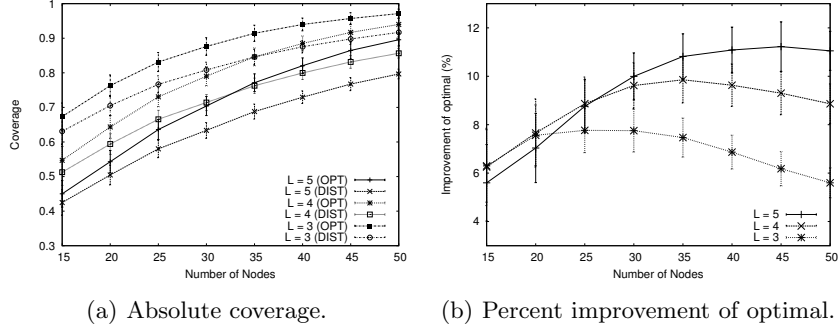 1
0.9
0.8
0.7
0.6
0.5
0.4
0.3
Coverage
15 20 25 30 35 40 45 50
Number of Nodes
L = 5 (OPT)
L = 5 (DIST)
L = 4 (OPT)
L = 4 (DIST)
L = 3 (OPT)
L = 3 (DIST)
(a) Absolute coverage.
12
10
8
6
4
Improvement of optimal (%)
15 20 25 30 35 40 45 50
Number of Nodes
L = 5
L = 4
L = 3
(b) Percent improvement of optimal.